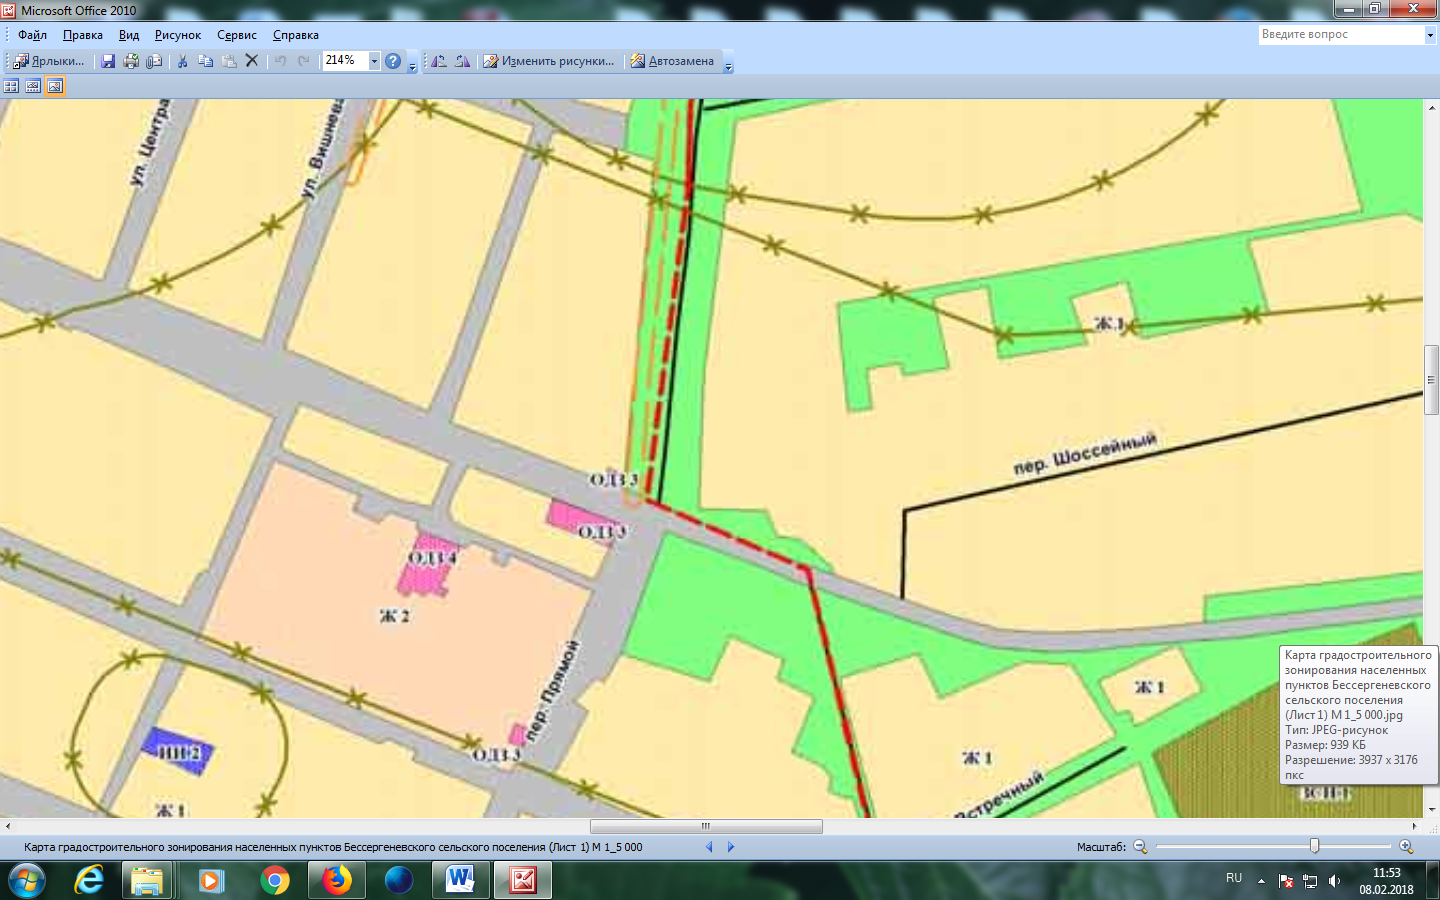 Microsoft Office 2010
Файл Правка Вид Рисунок Сервис Справка
Введите вопрос
Ярлыки...
214%
Изменить рисунки...
Автозамена
ул. Центра
ул. Вишнева
Ж 1
пер. Шоссейный
ОДЗ 3
ОДЗ 3
ОДЗ 4
Ж 2
пер. Прямой
ОДЗ 3
ИИ 2
Ж 1
Ж 1
Ж 1
Встречный
Карта градостроительного
зонирования населенных
пунктов Бессергеневского
сельского поселения
(Лист 1) М 1_5 000.jpg
Тип: JPEG-рисунок
Размер: 939 КБ
Разрешение: 3937 x 3176
пкс
Карта градостроительного зонирования населенных пунктов Бессергеневского сельского поселения (Лист 1) М 1_5 000
Масштаб:
RU
11:53
08.02.2018